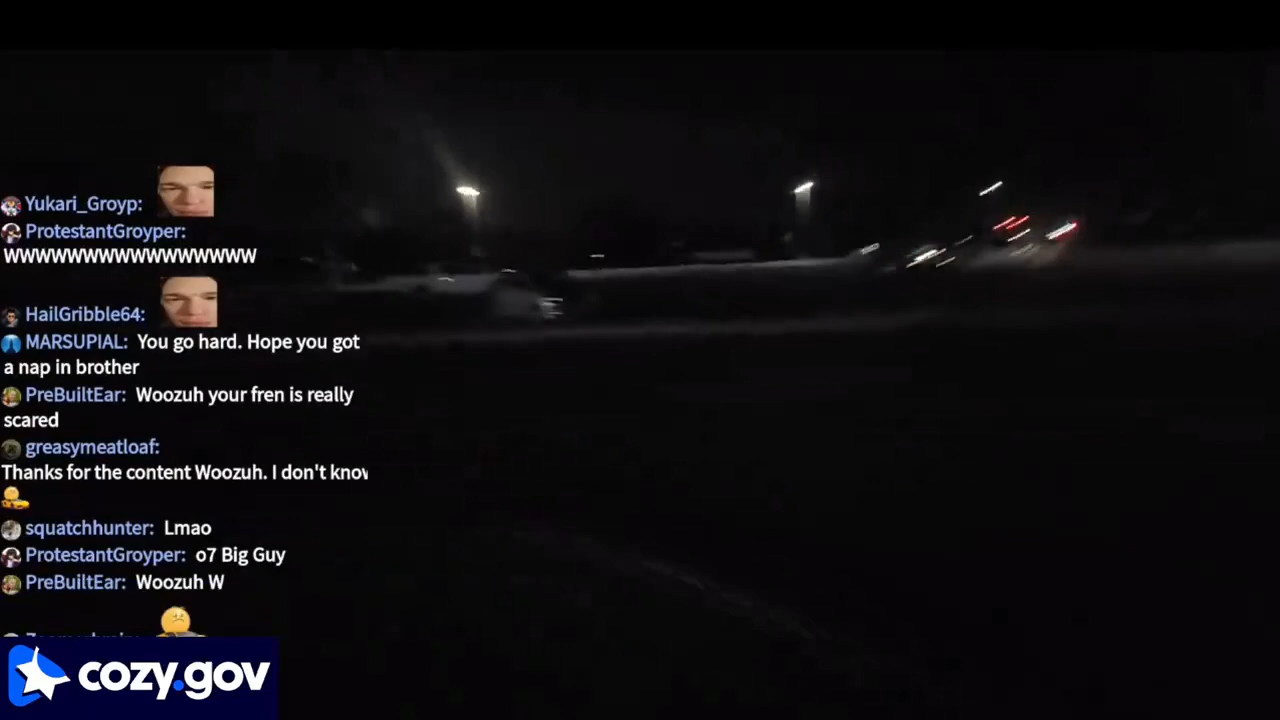 Yukari_Groyp:
ProtestantGroyper:
WWWWWWWWWWWWWWWW
HailGribble64:
MARSUPIAL: You go hard. Hope you got
a nap in brother
PreBuiltEar: Woozuh your fren is really
scared
greasymeatloaf:
Thanks for the content Woozuh. I don't know
squatchhunter: Lmao
ProtestantGroyper: o7 Big Guy
PreBuiltEar: Woozuh W
cozy.gov